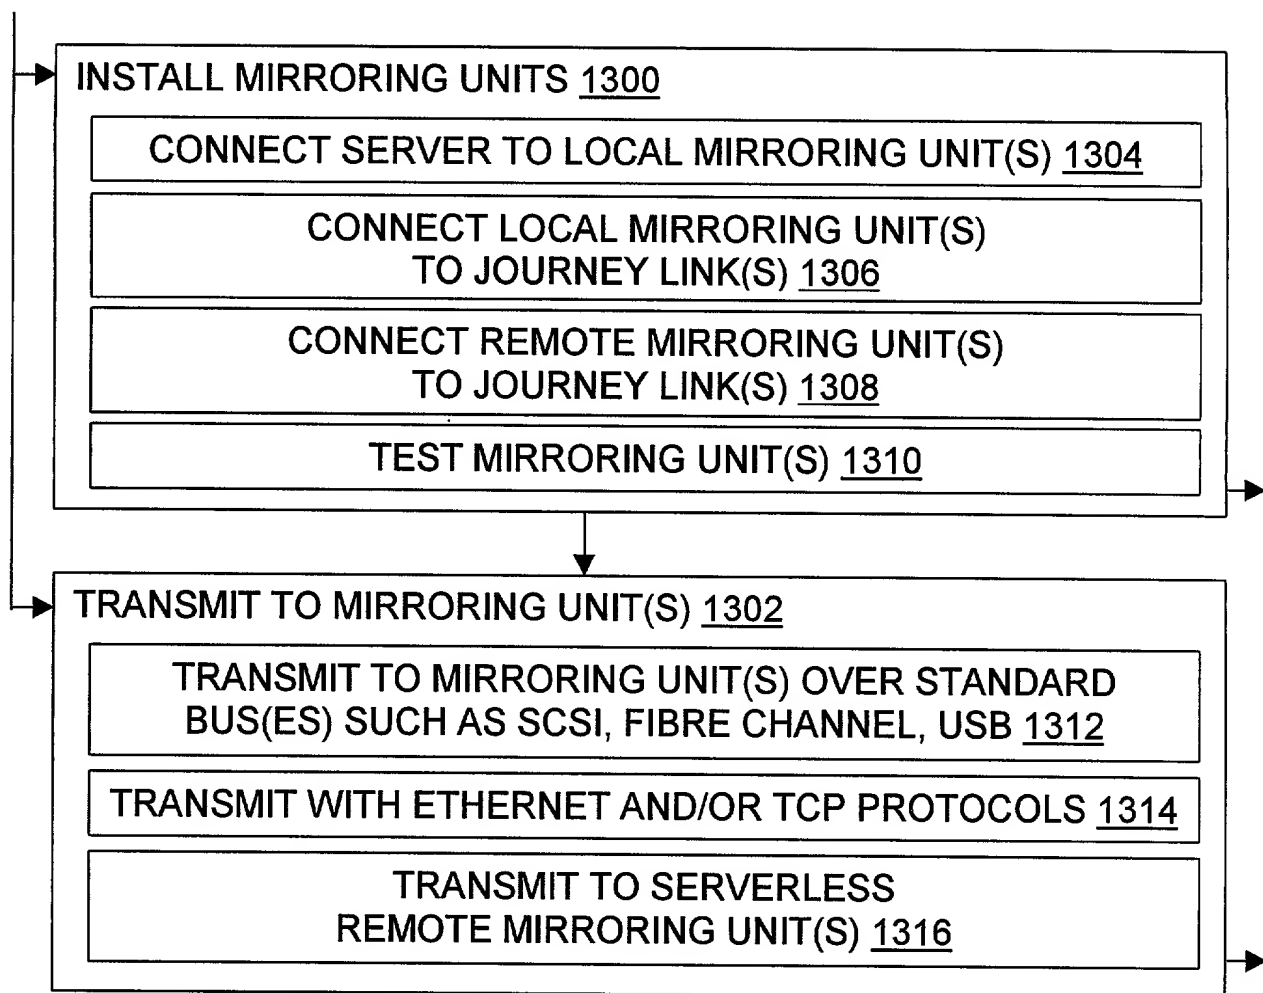 INSTALL MIRRORING UNITS 1300
CONNECT SERVER TO LOCAL MIRRORING UNIT(S) 1304
CONNECT LOCAL MIRRORING UNIT(S)
TO JOURNEY LINK(S) 1306
CONNECT REMOTE MIRRORING UNIT(S)
TO JOURNEY LINK(S) 1308
TEST MIRRORING UNIT(S) 1310
TRANSMIT TO MIRRORING UNIT(S) 1302
TRANSMIT TO MIRRORING UNIT(S) OVER STANDARD
BUS(ES) SUCH AS SCSI, FIBRE CHANNEL, USB 1312
TRANSMIT WITH ETHERNET AND/OR TCP PROTOCOLS 1314
TRANSMIT TO SERVERLESS
REMOTE MIRRORING UNIT(S) 1316